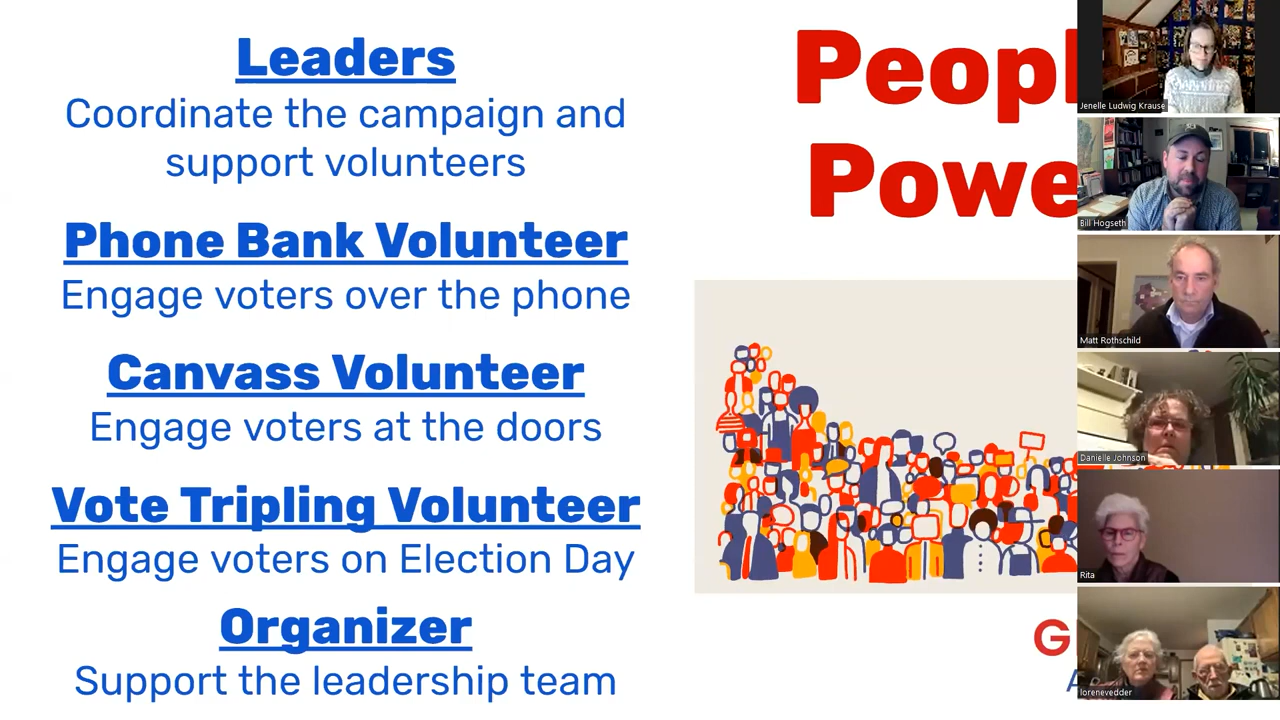 Leaders
Coordinate the campaign and
support volunteers
Phone Bank Volunteer
Engage voters over the phone
Canvass Volunteer
Engage voters at the doors
Vote Tripling Volunteer
Engage voters on Election Day
Organizer
Support the leadership team
Peopl
Powe
G
A
Jenelle Ludwig Krause
Bill Hogseth
Matt Rothschild
Danielle Johnson
Rita
lorenevedder